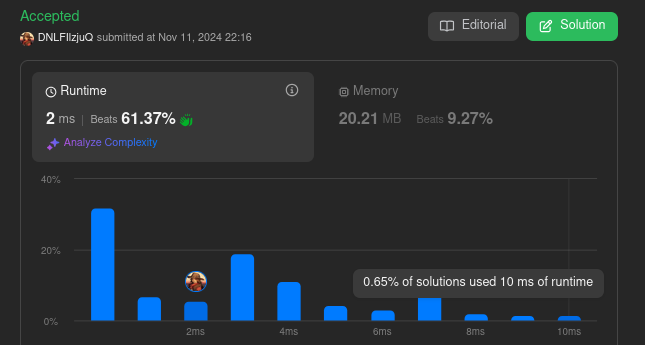 Accepted
Editorial
Solution
DNLFIlzjuQ submitted at Nov 11, 2024 22:16
Runtime
2 ms | Beats 61.37%
Analyze Complexity
Memory
20.21 MB Beats 9.27%
40%
20%
0%
0.65% of solutions used 10 ms of runtime
2ms 4ms 6ms 8ms 10ms